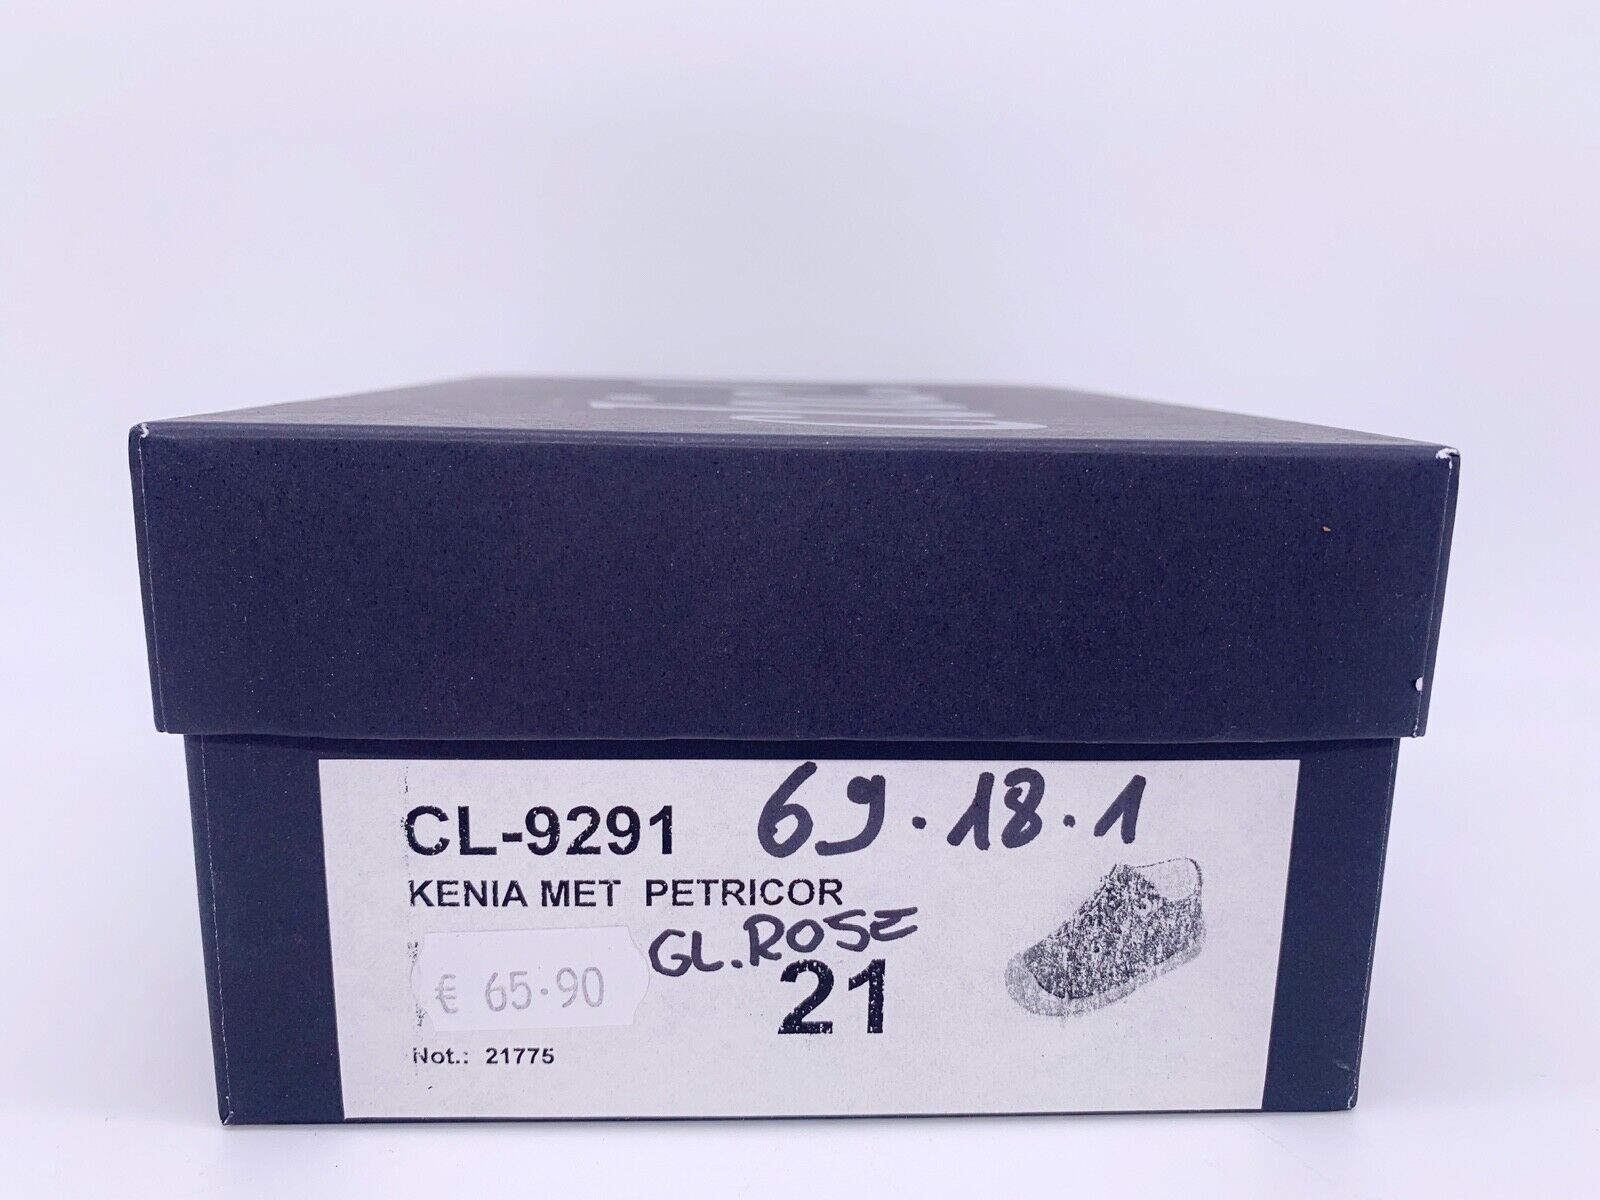 CL-9291 69.18.1
KENIA MET PETRICOR
GL. ROSE
€ 65.90
21
Not.: 21775